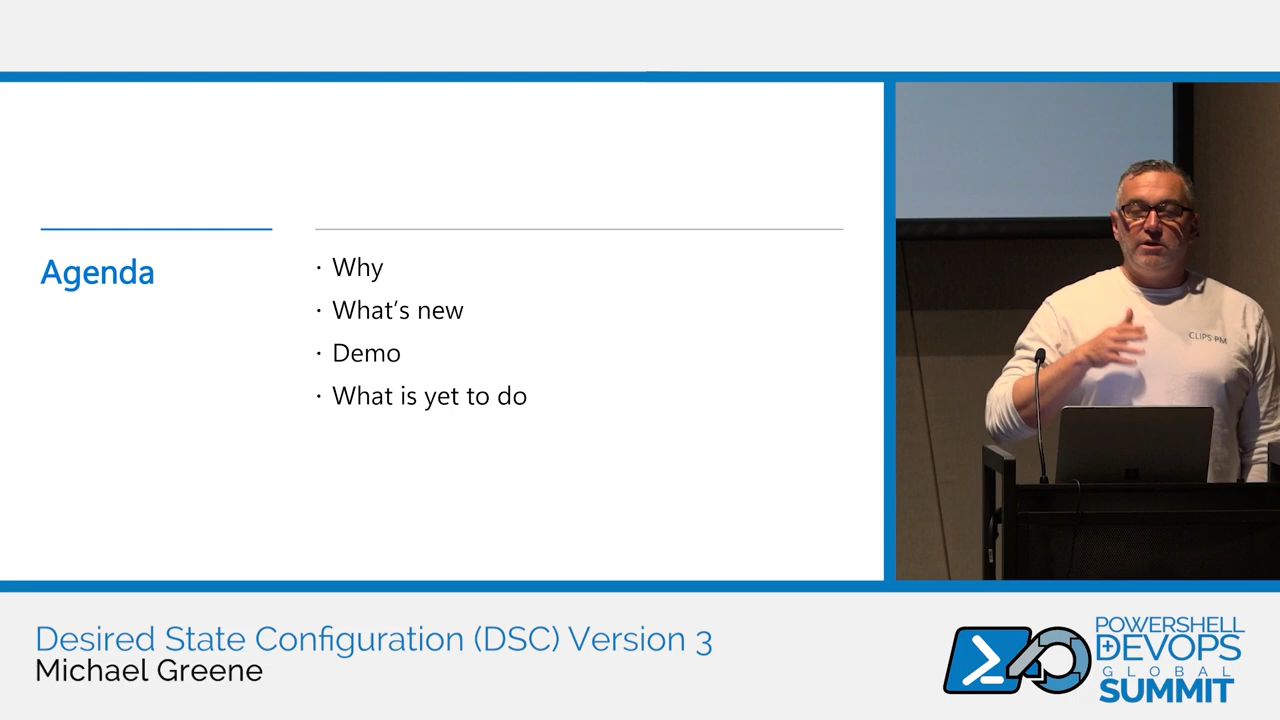 Agenda
· Why
· What's new
· Demo
· What is yet to do
CLIPS PM
Desired State Configuration (DSC) Version 3
Michael Greene
POWERSHELL
DEVOPS
GLOBAL
SUMMIT